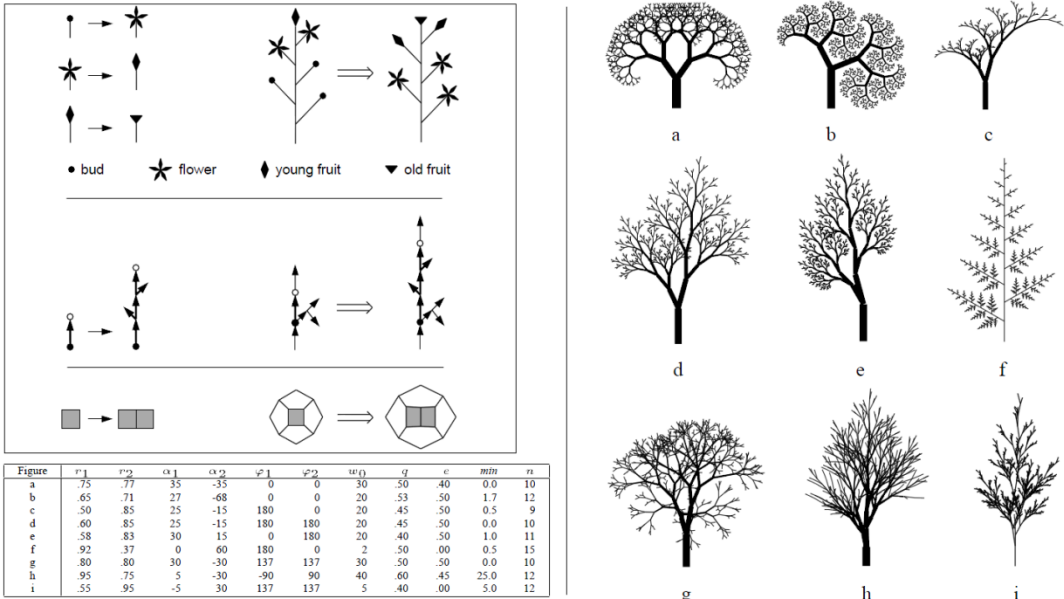 bud flower young fruit old fruit
Figure r1 r2 α1 α2 φ1 φ2 w0 q e min n
a .75 .77 35 -35 0 0 30 .50 .40 0.0 10
b .65 .71 27 -68 0 0 20 .53 .50 1.7 12
c .50 .85 25 -15 180 0 20 .45 .50 0.5 9
d .60 .85 25 -15 180 180 20 .45 .50 0.0 10
e .58 .83 30 15 0 180 20 .40 .50 1.0 11
f .92 .37 0 60 180 0 2 .50 .00 0.5 15
g .80 .80 30 -30 137 137 30 .50 .50 0.0 10
h .95 .75 5 -30 -90 90 40 .60 .45 25.0 12
i .55 .95 -5 30 137 137 5 .40 .00 5.0 12
a b c
d e f
g h i